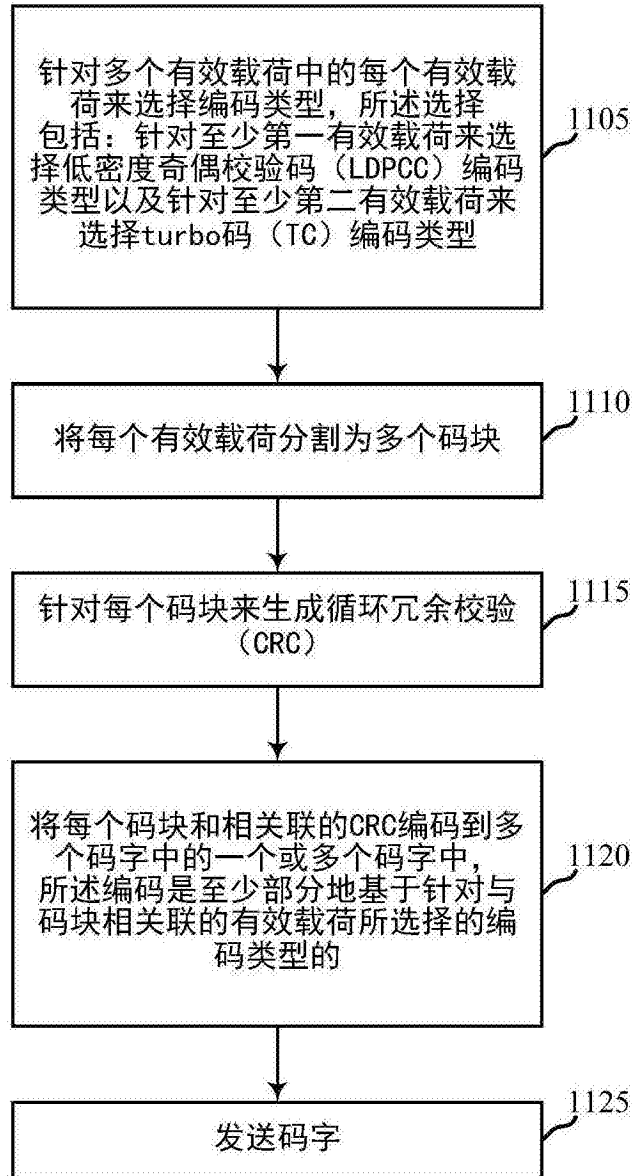 针对多个有效载荷中的每个有效载
荷来选择编码类型，所述选择
包括：针对至少第一有效载荷来选
择低密度奇偶校验码（LDPCC）编码
类型以及针对至少第二有效载荷来
选择turbo码（TC）编码类型
1105
将每个有效载荷分割为多个码块
1110
针对每个码块来生成循环冗余校验
（CRC）
1115
将每个码块和相关联的CRC编码到多
个码字中的一个或多个码字中，
所述编码是至少部分地基于针对与
码块相关联的有效载荷所选择的编
码类型的
1120
发送码字
1125